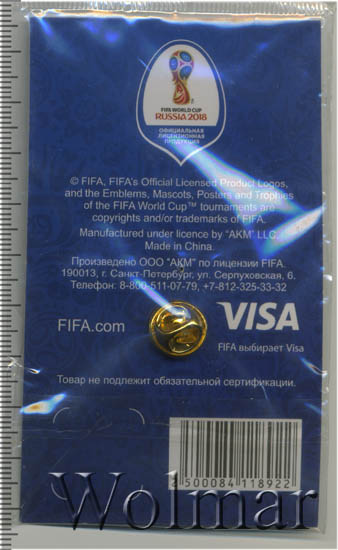 FIFA WORLD CUP
RUSSIA 2018
ОФИЦИАЛЬНАЯ
ЛИЦЕНЗИОННАЯ
ПРОДУКЦИЯ
© FIFA, FIFA's Official Licensed Product Logos,
and the Emblems, Mascots, Posters and Trophies
of the FIFA World Cup™ tournaments are
copyrights and/or trademarks of FIFA.
Manufactured under licence by "AKM" LLC.
Made in China.
Произведено ООО "АКМ" по лицензии FIFA.
190013, г. Санкт-Петербург, ул. Серпуховская, 6.
Телефон: 8-800-511-07-79, +7-812-325-33-32
FIFA.com
VISA
FIFA выбирает Visa
Товар не подлежит обязательной сертификации.
500084 118922
Wolmar